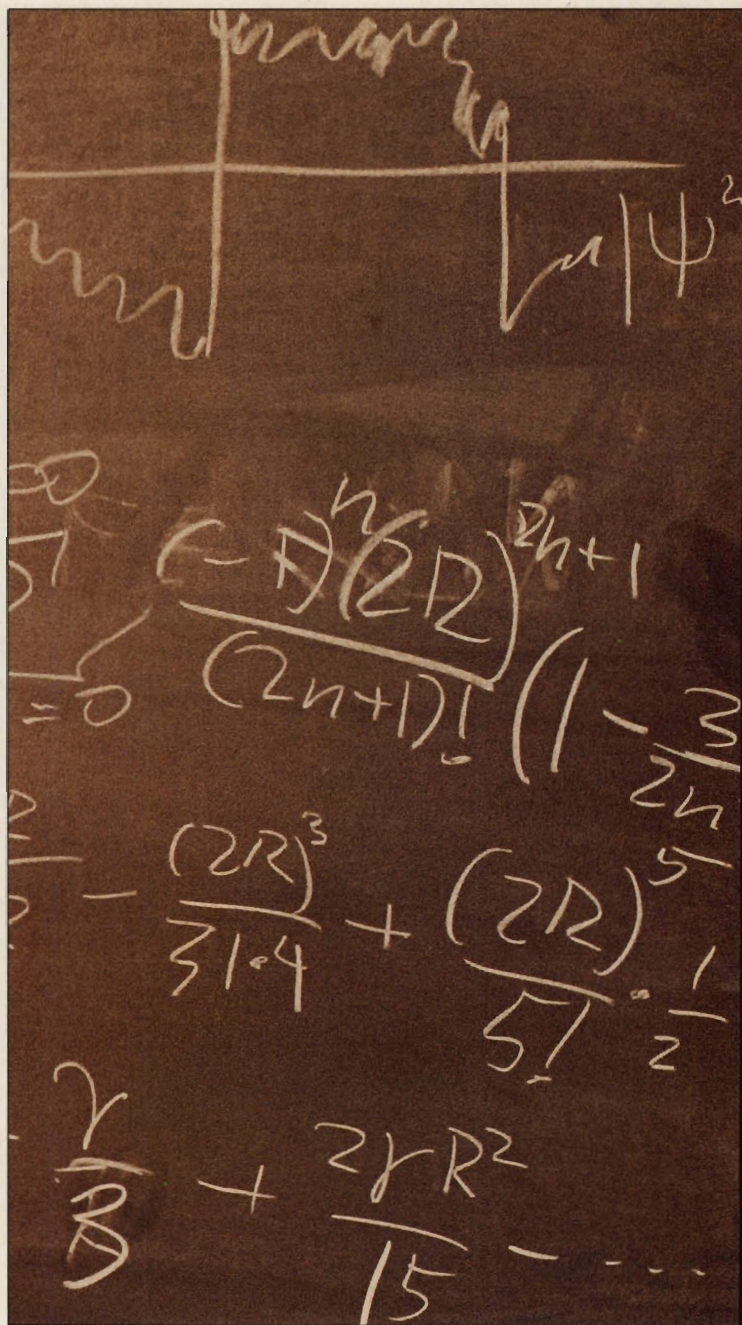 |ψ²
∞
(-1)ⁿ(2R)²ⁿ⁺¹
(2n+1)!
=0
(1 - 3
2n
- (2R)³ + (2R)⁵
3!·4
5!
· 1
2
γ + 2γR² - ....
3
15